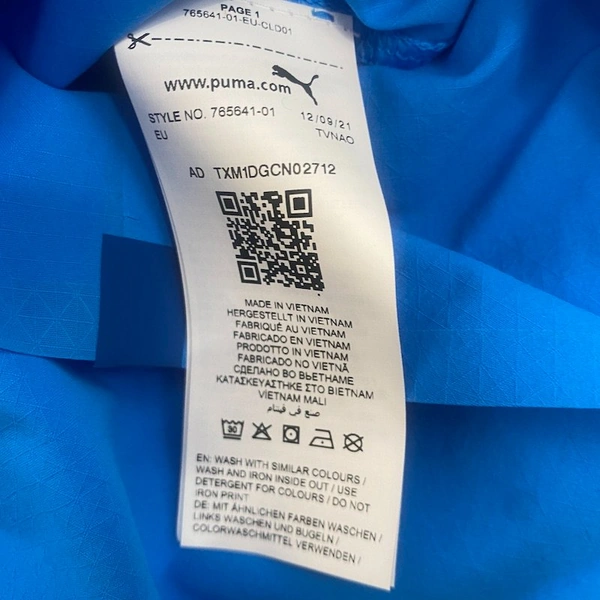 PAGE 1
765641-01-EU-CLD01
www.puma.com
STYLE NO. 765641-01 12/09/21
EU TVNAO
AD TXM1DGCN02712
MADE IN VIETNAM
HERGESTELLT IN VIETNAM
FABRIQUÉ AU VIETNAM
FABRICADO EN VIETNAM
PRODOTTO IN VIETNAM
FABRICADO NO VIETNÃ
СДЕЛАНО ВО ВЬЕТНАМЕ
ΚΑΤΑΣΚΕΥΑΣΤΗΚΕ ΣΤΟ ΒΙΕΤΝΑΜ
VIETNAM MALI
صنع في فيتنام
30
EN: WASH WITH SIMILAR COLOURS /
WASH AND IRON INSIDE OUT / USE
DETERGENT FOR COLOURS / DO NOT
IRON PRINT
DE: MIT ÄHNLICHEN FARBEN WASCHEN /
LINKS WASCHEN UND BÜGELN /
COLORWASCHMITTEL VERWENDEN /